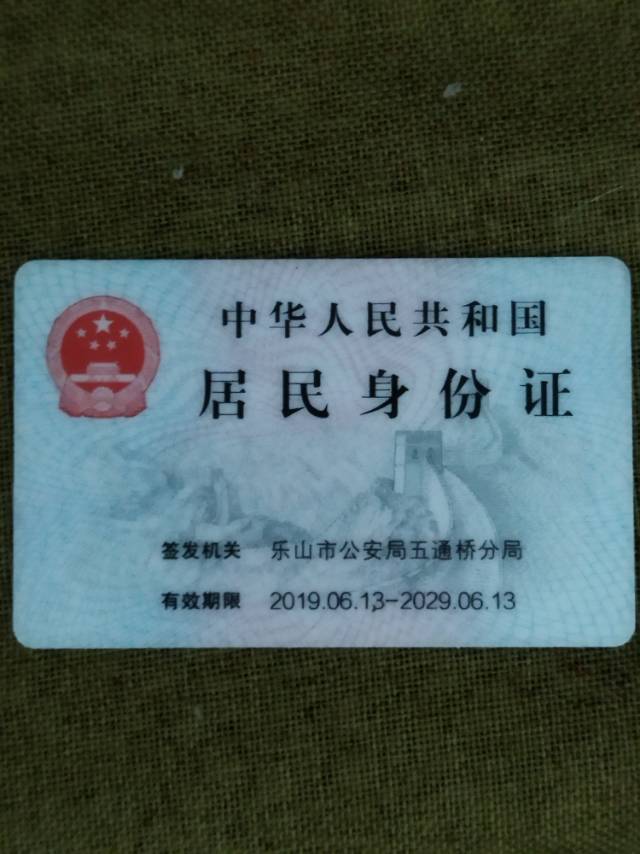 中华人民共和国
居民身份证
签发机关 乐山市公安局五通桥分局
有效期限 2019.06.13-2029.06.13